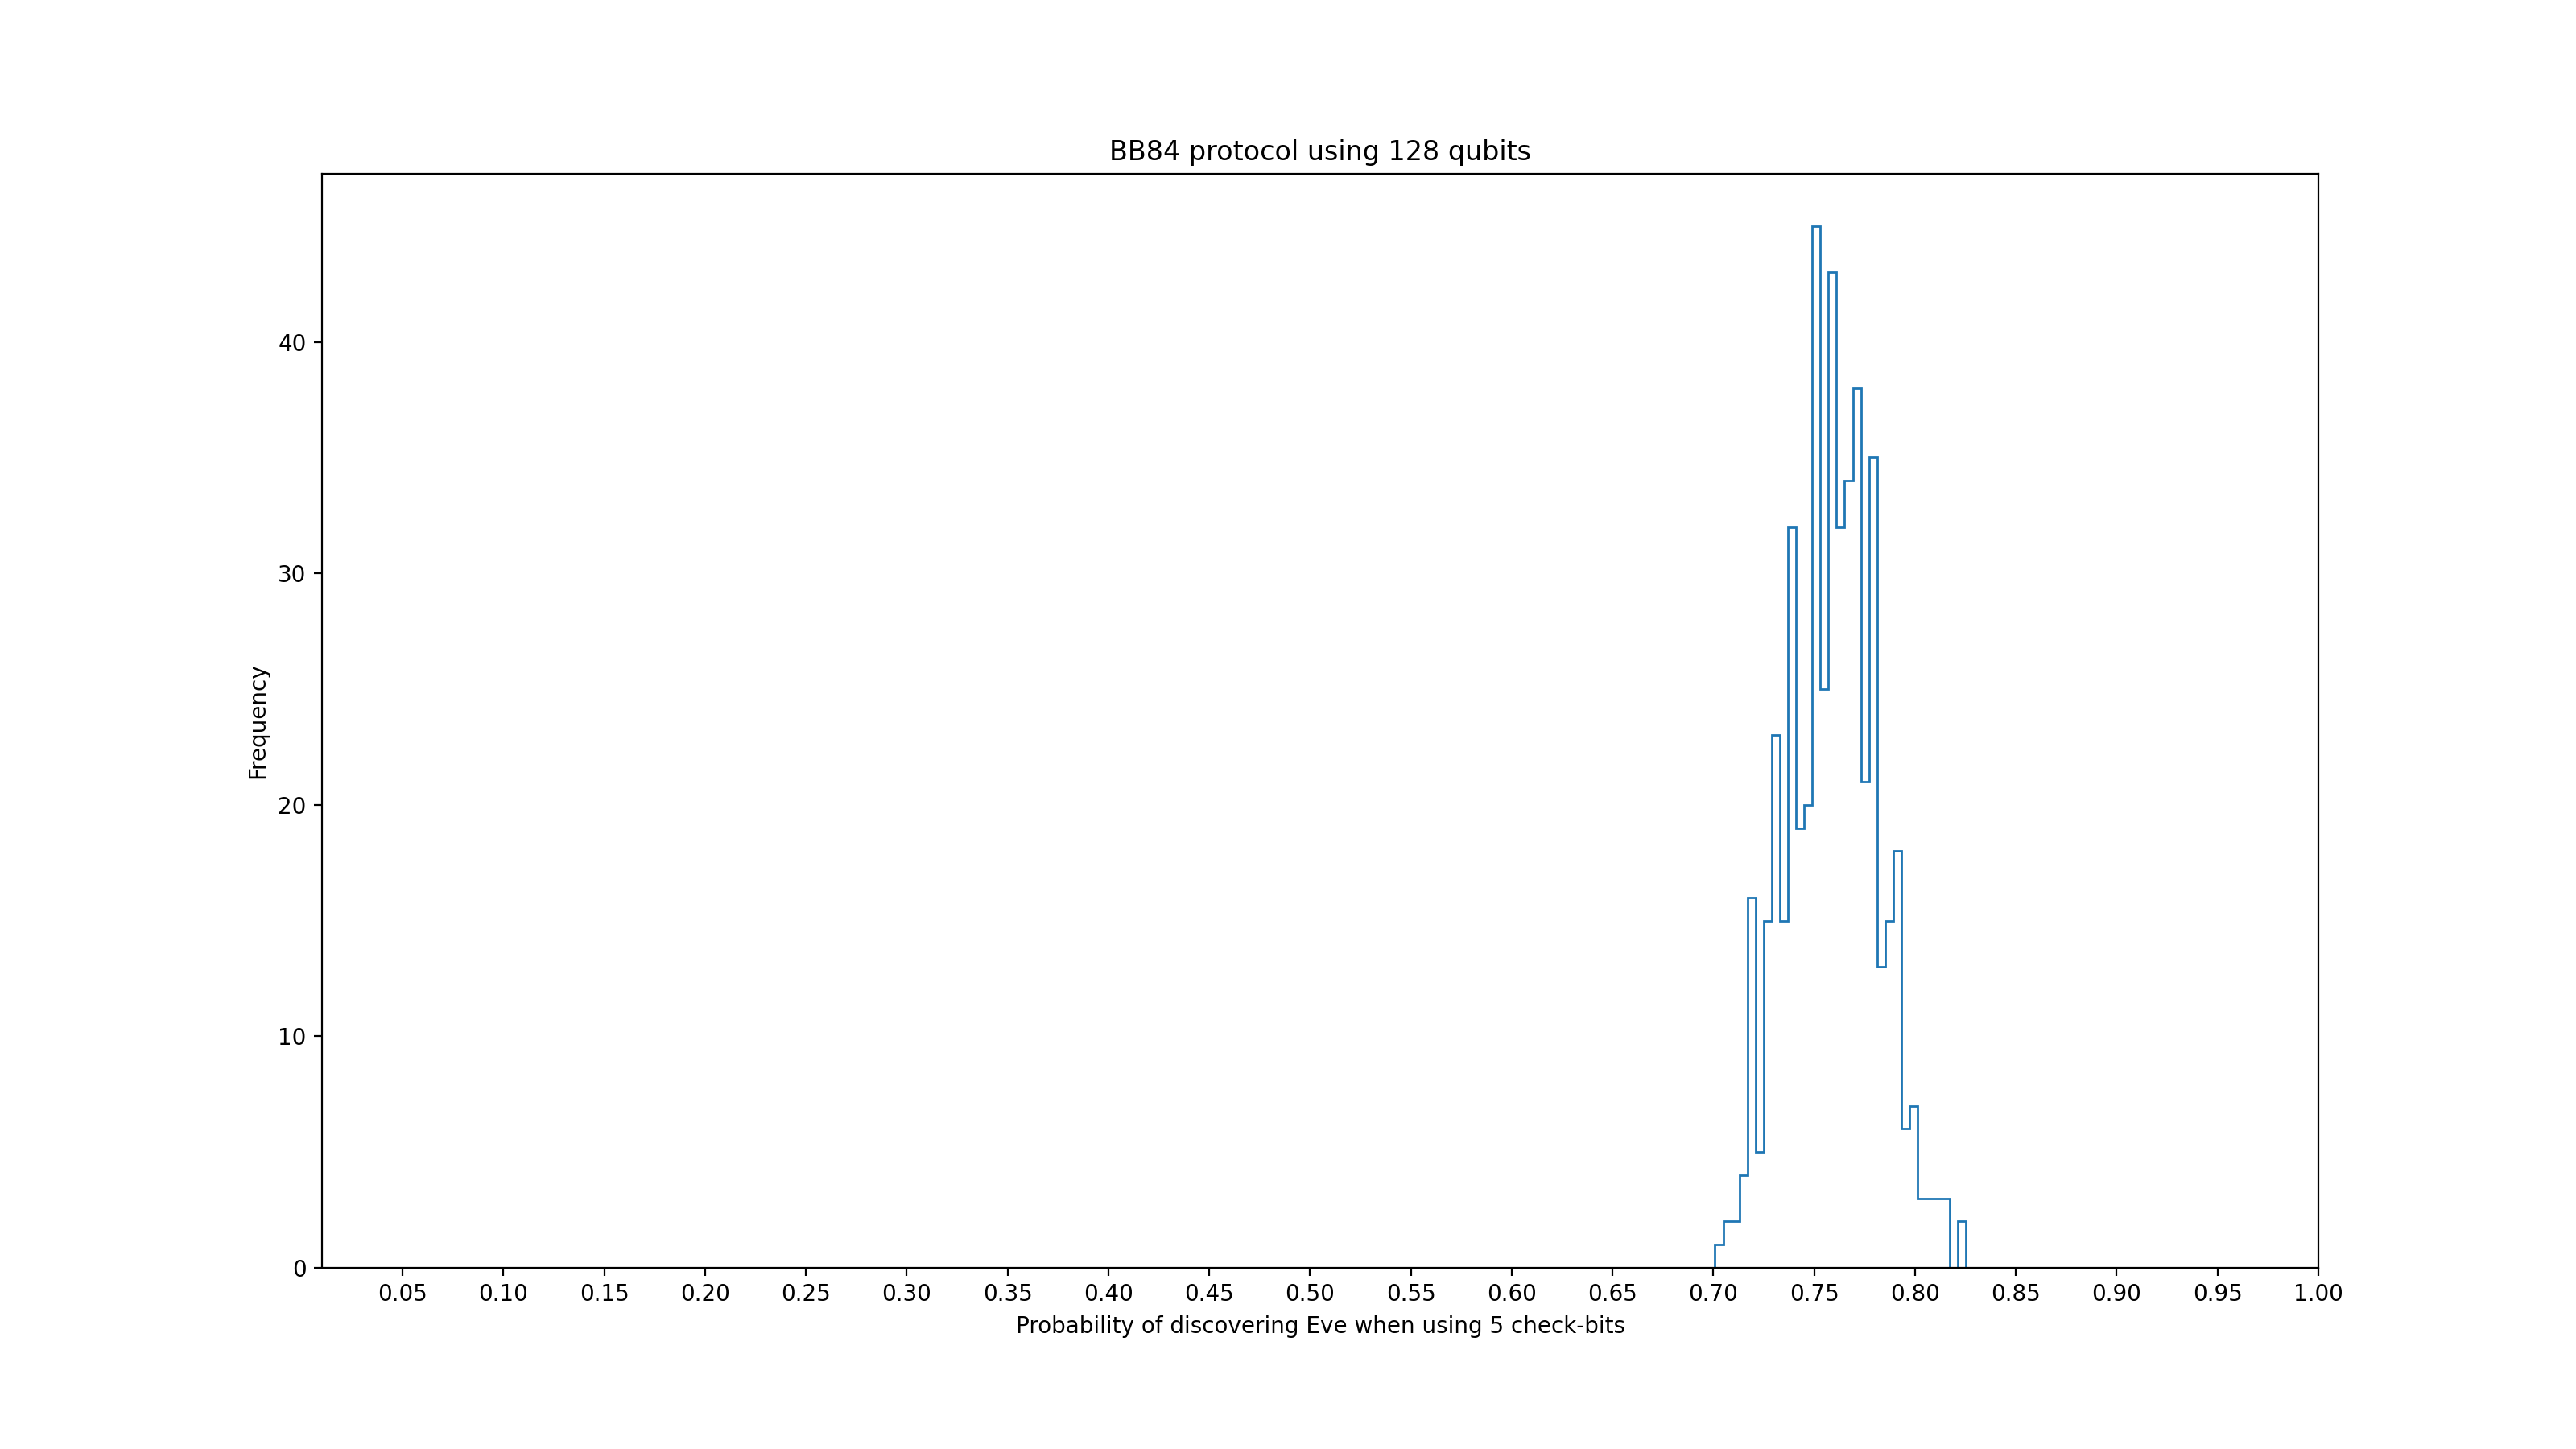 BB84 protocol using 128 qubits
40
30
20
10
0
Frequency
0.05 0.10 0.15 0.20 0.25 0.30 0.35 0.40 0.45 0.50 0.55 0.60 0.65 0.70 0.75 0.80 0.85 0.90 0.95 1.00
Probability of discovering Eve when using 5 check-bits